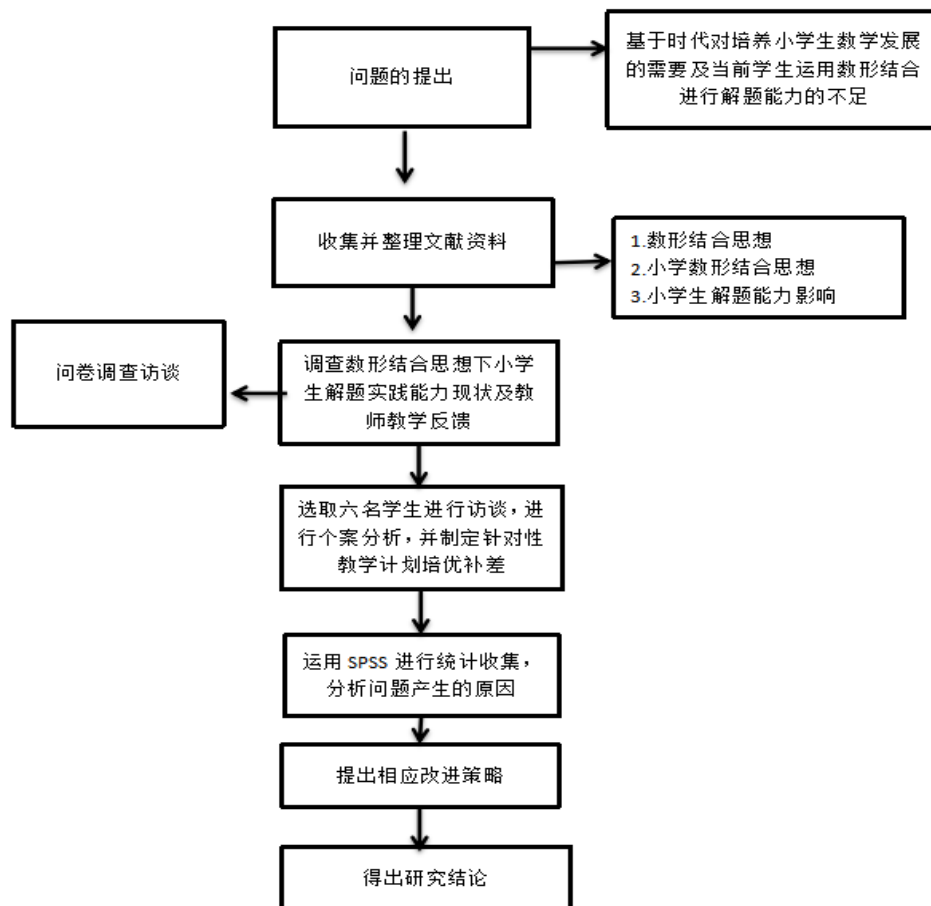 问题的提出
基于时代对培养小学生数学发展
的需要及当前学生运用数形结合
进行解题能力的不足
收集并整理文献资料
1.数形结合思想
2.小学数形结合思想
3.小学生解题能力影响
问卷调查访谈
调查数形结合思想下小学
生解题实践能力现状及教
师教学反馈
选取六名学生进行访谈，进
行个案分析，并制定针对性
教学计划培优补差
运用 SPSS 进行统计收集，
分析问题产生的原因
提出相应改进策略
得出研究结论